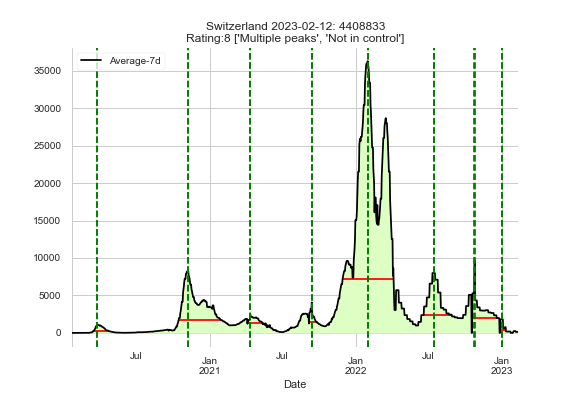 Switzerland 2023-02-12: 4408833
Rating:8 ['Multiple peaks', 'Not in control']
Average-7d
35000
30000
25000
20000
15000
10000
5000
0
Jul
Jan
2021
Jul
Jan
2022
Jul
Jan
2023
Date